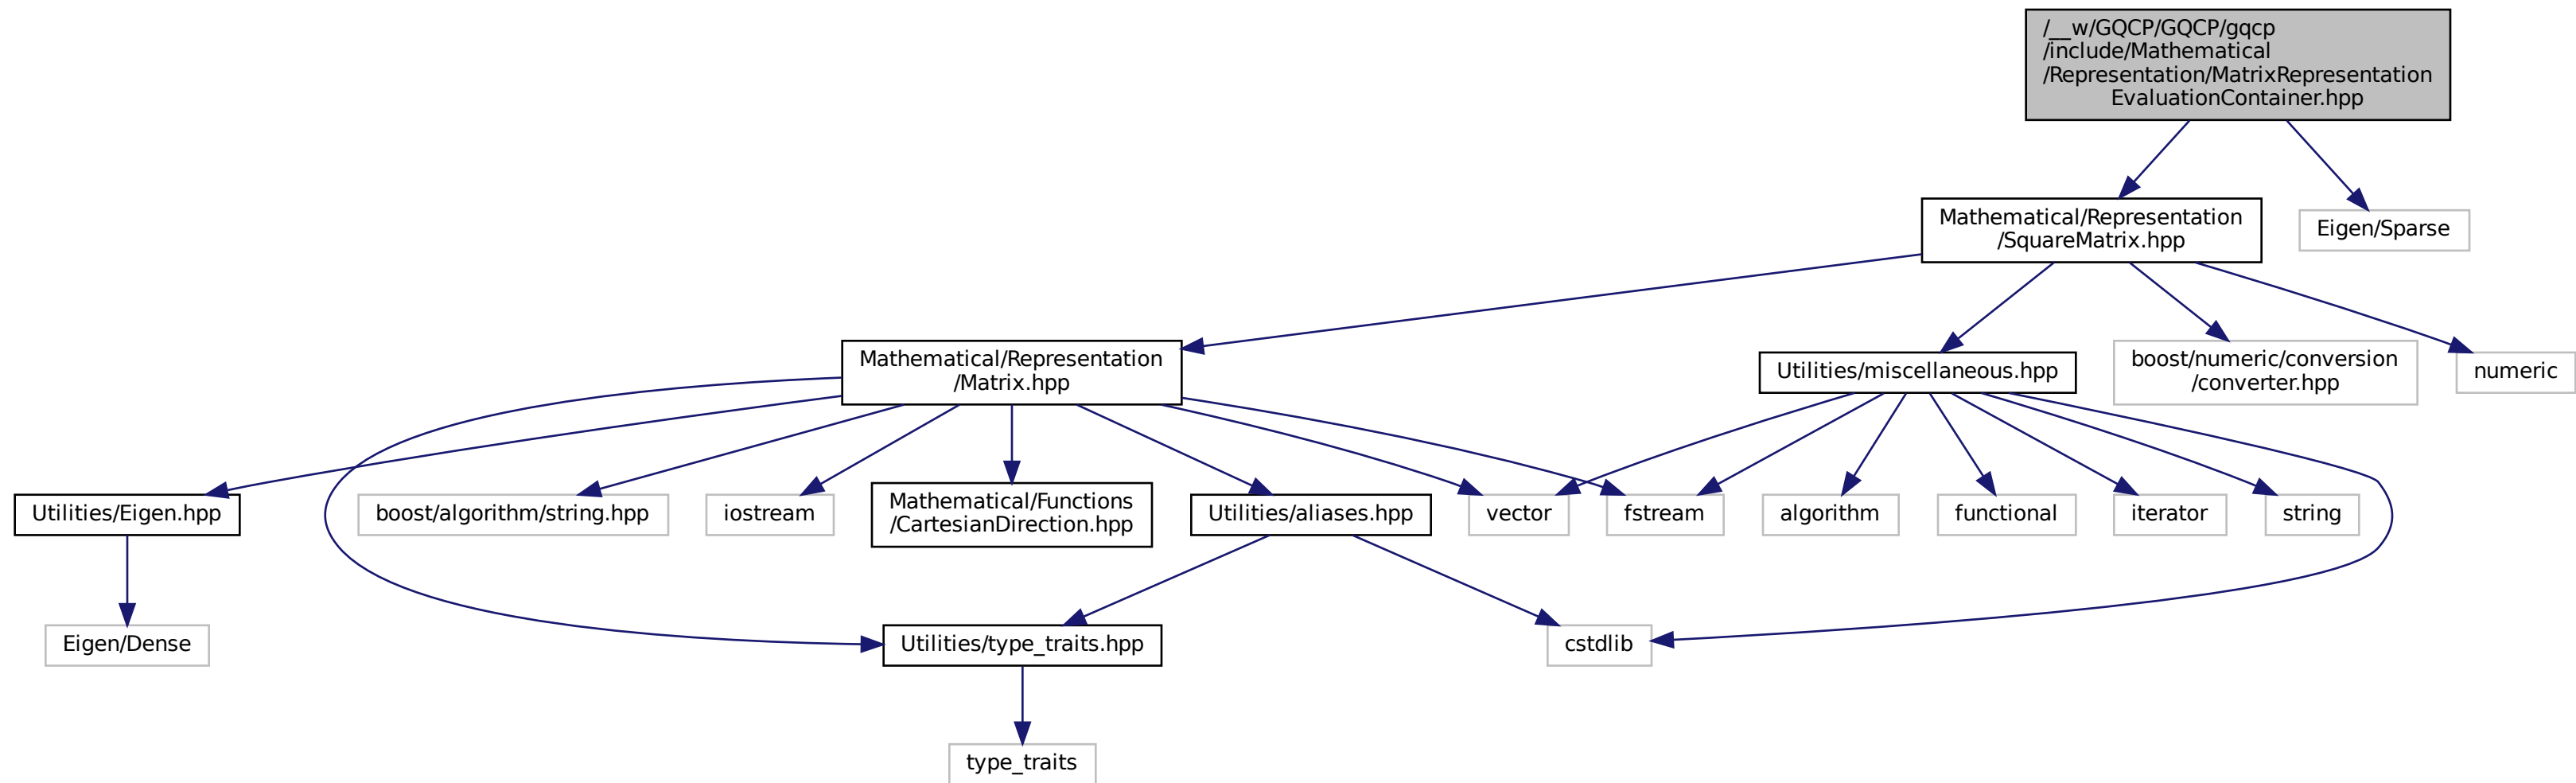 /__w/GQCP/GQCP/gqcp
/include/Mathematical
/Representation/MatrixRepresentation
EvaluationContainer.hpp
Mathematical/Representation
/SquareMatrix.hpp
Eigen/Sparse
Mathematical/Representation
/Matrix.hpp
Utilities/miscellaneous.hpp
boost/numeric/conversion
/converter.hpp
numeric
Utilities/Eigen.hpp
boost/algorithm/string.hpp
iostream
Mathematical/Functions
/CartesianDirection.hpp
Utilities/aliases.hpp
vector
fstream
algorithm
functional
iterator
string
Eigen/Dense
Utilities/type_traits.hpp
cstdlib
type_traits